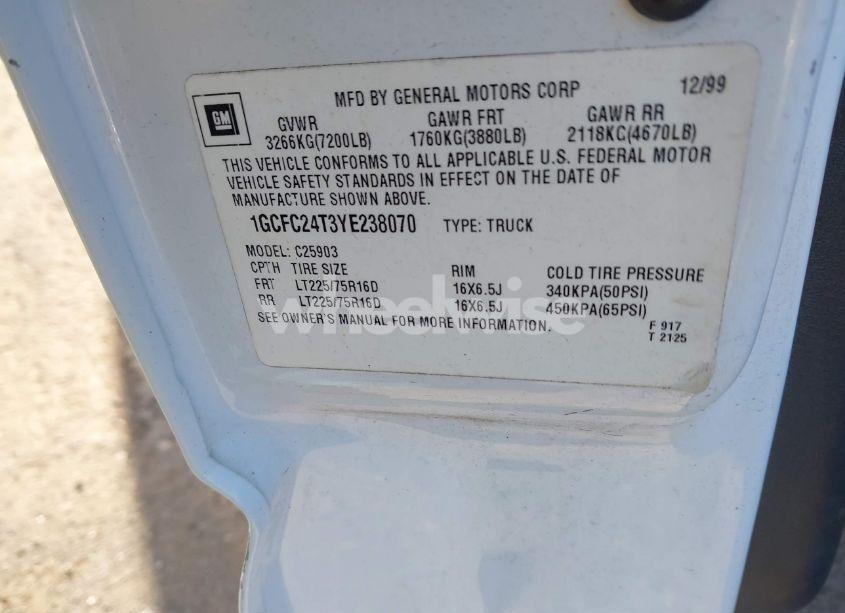 GM
MFD BY GENERAL MOTORS CORP 12/99
GVWR GAWR FRT GAWR RR
3266KG(7200LB) 1760KG(3880LB) 2118KG(4670LB)
THIS VEHICLE CONFORMS TO ALL APPLICABLE U.S. FEDERAL MOTOR
VEHICLE SAFETY STANDARDS IN EFFECT ON THE DATE OF
MANUFACTURE SHOWN ABOVE.
1GCFC24T3YE238070 TYPE: TRUCK
MODEL: C25903
CPTH TIRE SIZE RIM COLD TIRE PRESSURE
FRT LT225/75R16D 16X6.5J 340KPA(50PSI)
RR LT225/75R16D 16X6.5J 450KPA(65PSI)
SEE OWNER'S MANUAL FOR MORE INFORMATION.
F 917
T 2125
wheelwise